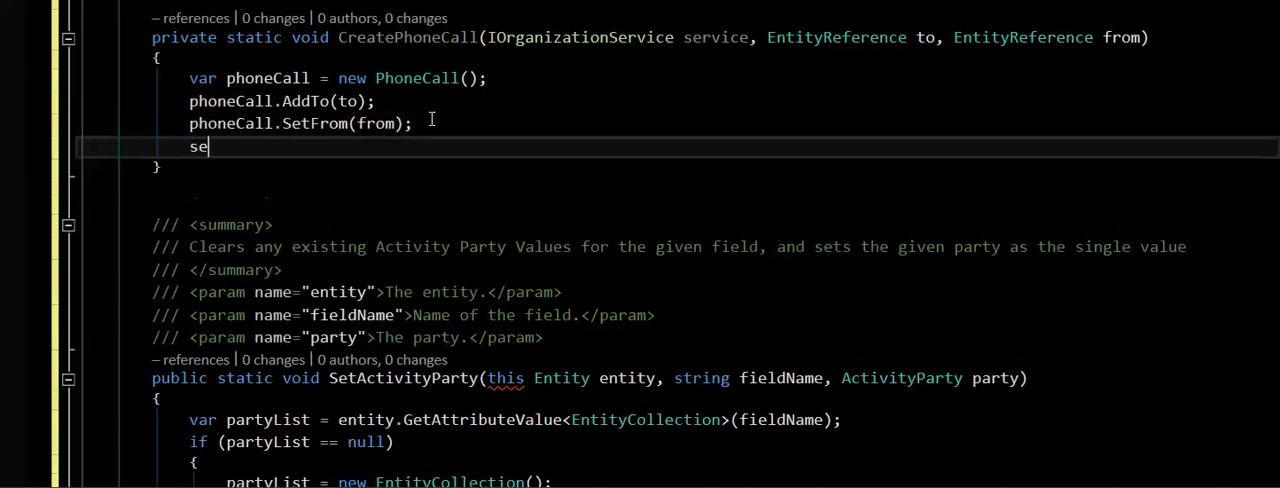 — references | 0 changes | 0 authors, 0 changes
private static void CreatePhoneCall(IOrganizationService service, EntityReference to, EntityReference from)
{
var phoneCall = new PhoneCall();
phoneCall.AddTo(to);
phoneCall.SetFrom(from);
se
}
/// <summary>
/// Clears any existing Activity Party Values for the given field, and sets the given party as the single value
/// </summary>
/// <param name="entity">The entity.</param>
/// <param name="fieldName">Name of the field.</param>
/// <param name="party">The party.</param>
— references | 0 changes | 0 authors, 0 changes
public static void SetActivityParty(this Entity entity, string fieldName, ActivityParty party)
{
var partyList = entity.GetAttributeValue<EntityCollection>(fieldName);
if (partyList == null)
{
partyList = new EntityCollection();